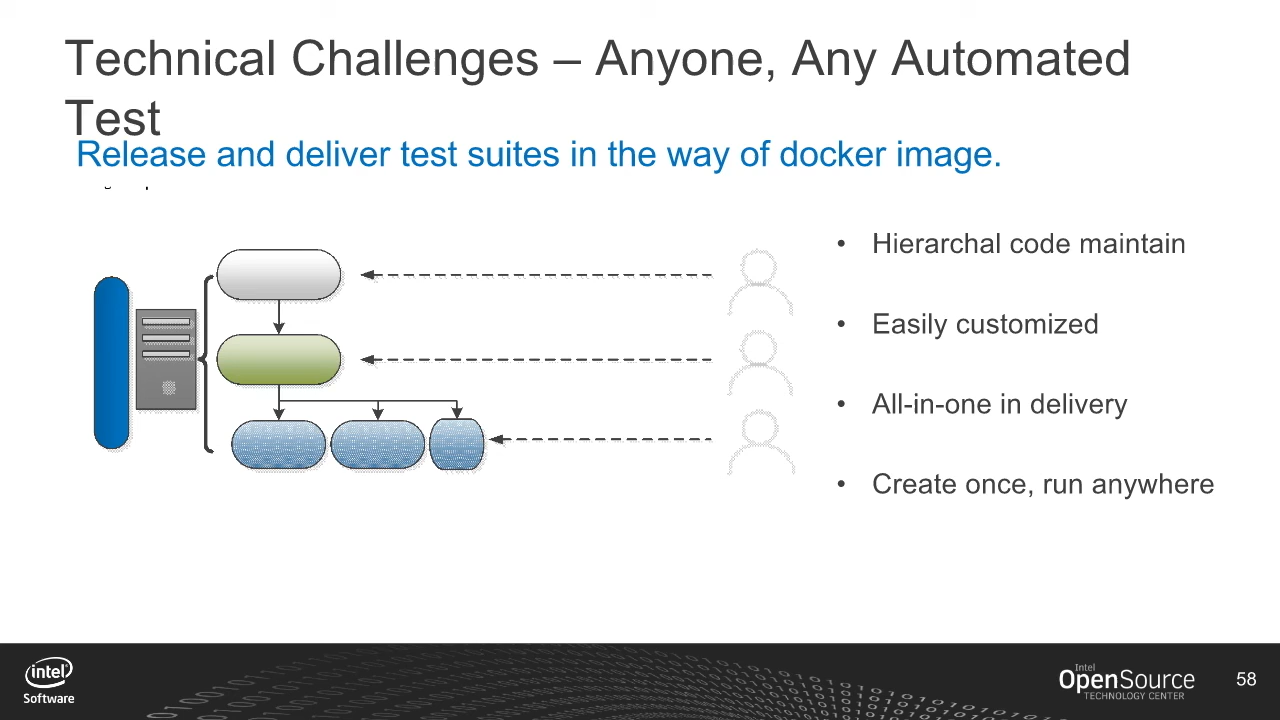 Technical Challenges – Anyone, Any Automated
Test
Release and deliver test suites in the way of docker image.
• Hierarchal code maintain
• Easily customized
• All-in-one in delivery
• Create once, run anywhere
intel
Software
Intel
OpenSource
TECHNOLOGY CENTER
58